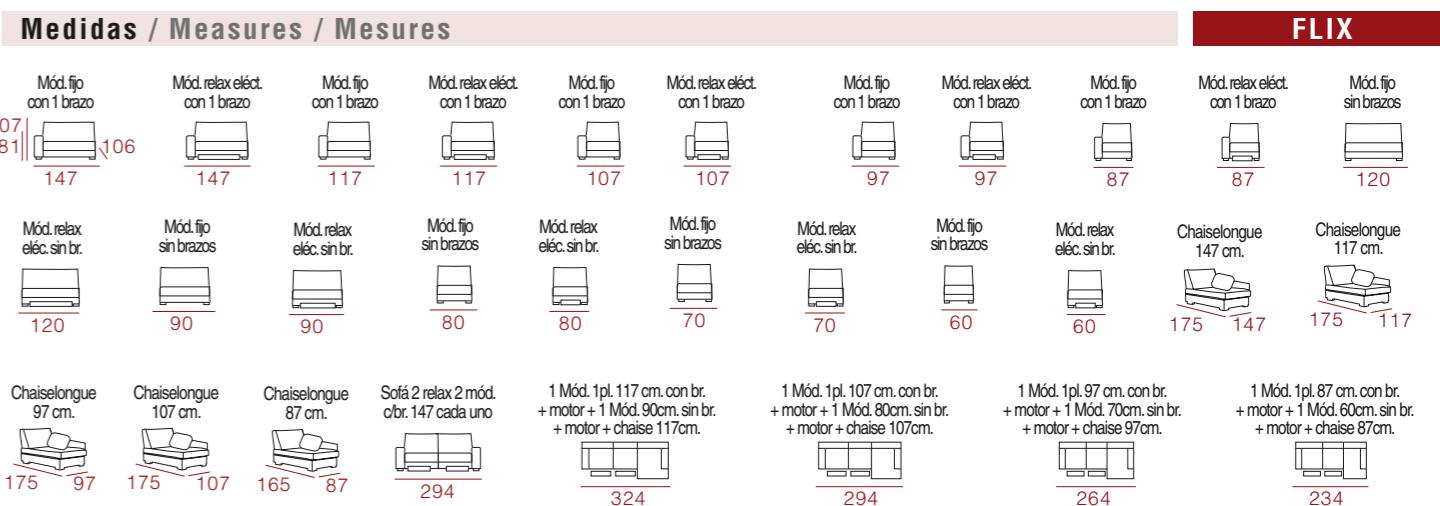 Medidas / Measures / Mesures
FLIX
Mód. fijo
con 1 brazo
81
106
147
Mód. relax eléct.
con 1 brazo
147
Mód. fijo
con 1 brazo
117
Mód. relax eléct.
con 1 brazo
117
Mód. fijo
con 1 brazo
107
Mód. relax eléct.
con 1 brazo
107
Mód. fijo
con 1 brazo
97
Mód. relax eléct.
con 1 brazo
97
Mód. fijo
con 1 brazo
87
Mód. relax eléct.
con 1 brazo
87
Mód. fijo
sin brazos
120
Mód. relax
eléc. sin br.
120
Mód. fijo
sin brazos
90
Mód. relax
eléc. sin br.
90
Mód. fijo
sin brazos
80
Mód. relax
eléc. sin br.
80
Mód. fijo
sin brazos
70
Mód. relax
eléc. sin br.
70
Mód. fijo
sin brazos
60
Mód. relax
eléc. sin br.
60
Chaiselongue
147 cm.
175 147
Chaiselongue
117 cm.
175 117
Chaiselongue
97 cm.
175 97
Chaiselongue
107 cm.
175 107
Chaiselongue
87 cm.
165 87
Sofá 2 relax 2 mód.
c/br. 147 cada uno
294
1 Mód. 1pl. 117 cm. con br.
+ motor + 1 Mód. 90cm. sin br.
+ motor + chaise 117cm.
324
1 Mód. 1pl. 107 cm. con br.
+ motor + 1 Mód. 80cm. sin br.
+ motor + chaise 107cm.
294
1 Mód. 1pl. 97 cm. con br.
+ motor + 1 Mód. 70cm. sin br.
+ motor + chaise 97cm.
264
1 Mód. 1pl. 87 cm. con br.
+ motor + 1 Mód. 60cm. sin br.
+ motor + chaise 87cm.
234